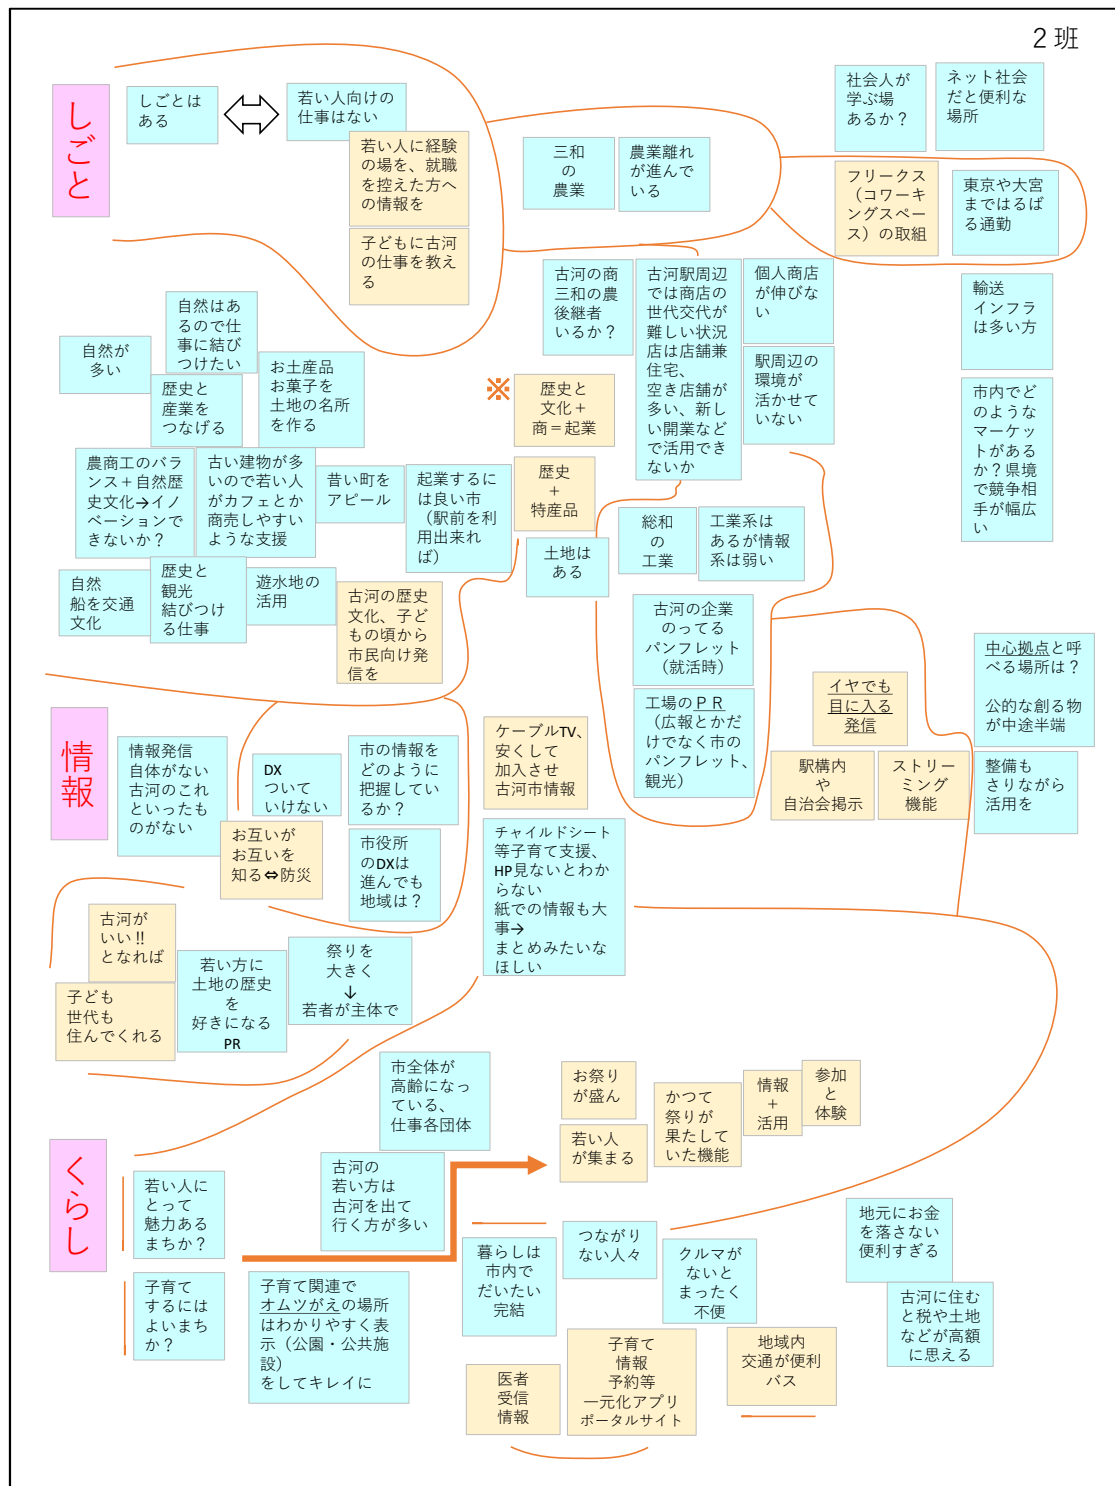 2班
しごと
しごとは
ある
若い人向けの
仕事はない
若い人に経験
の場を、就職
を控えた方へ
の情報を
子どもに古河
の仕事を教え
る
三和
の
農業
農業離れ
が進んで
いる
社会人が
学ぶ場
あるか？
ネット社会
だと便利な
場所
フリークス
（コワーキ
ングスペー
ス）の取組
東京や大宮
まではるば
る通勤
古河の商
三和の農
後継者
いるか？
古河駅周辺
では商店の
世代交代が
難しい状況
店は店舗兼
住宅、
空き店舗が
多い、新し
い開業など
で活用でき
ないか
個人商店
が伸びな
い
駅周辺の
環境が
活かせて
いない
輸送
インフラ
は多い方
市内でど
のような
マーケッ
トがある
か？県境
で競争相
手が幅広
い
自然が
多い
自然はあ
るので仕
事に結び
つけたい
歴史と
産業を
つなげる
お土産品
お菓子を
土地の名所
を作る
※
歴史と
文化＋
商＝起業
農商工のバラ
ンス＋自然歴
史文化→イノ
ベーションで
きないか？
古い建物が多
いので若い人
がカフェとか
商売しやすい
ような支援
昔い町を
アピール
起業するに
は良い市
（駅前を利
用出来れ
ば）
歴史
＋
特産品
土地は
ある
総和
の
工業
工業系は
あるが情報
系は弱い
自然
船を交通
文化
歴史と
観光
結びつけ
る仕事
遊水地の
活用
古河の歴史
文化、子ど
もの頃から
市民向け発
信を
古河の企業
のってる
パンフレット
（就活時）
工場のＰＲ
（広報とかだ
けでなく市の
パンフレット、
観光）
中心拠点と呼
べる場所は？
公的な創る物
が中途半端
イヤでも
目に入る
発信
駅構内
や
自治会掲示
ストリー
ミング
機能
整備も
さりながら
活用を
情報
情報発信
自体がない
古河のこれ
といったも
のがない
DX
ついて
いけない
市の情報を
どのように
把握してい
るか？
お互いが
お互いを
知る⇔防災
市役所
のDXは
進んでも
地域は？
ケーブルTV、
安くして
加入させ
古河市情報
チャイルドシート
等子育て支援、
HP見ないとわか
らない
紙での情報も大
事→
まとめみたいな
ほしい
古河が
いい!!
となれば
子ども
世代も
住んでくれる
若い方に
土地の歴史
を
好きになる
PR
祭りを
大きく
↓
若者が主体で
くらし
市全体が
高齢になっ
ている、
仕事各団体
古河の
若い方は
古河を出て
行く方が多い
お祭り
が盛ん
若い人
が集まる
かつて
祭りが
果たして
いた機能
情報
＋
活用
参加
と
体験
若い人に
とって
魅力ある
まちか？
子育て
するには
よいまち
か？
子育て関連で
オムツがえの場所
はわかりやすく表
示（公園・公共施
設）
をしてキレイに
暮らしは
市内で
だいたい
完結
つながり
ない人々
クルマが
ないと
まったく
不便
地元にお金
を落さない
便利すぎる
古河に住む
と税や土地
などが高額
に思える
医者
受信
情報
子育て
情報
予約等
一元化アプリ
ポータルサイト
地域内
交通が便利
バス